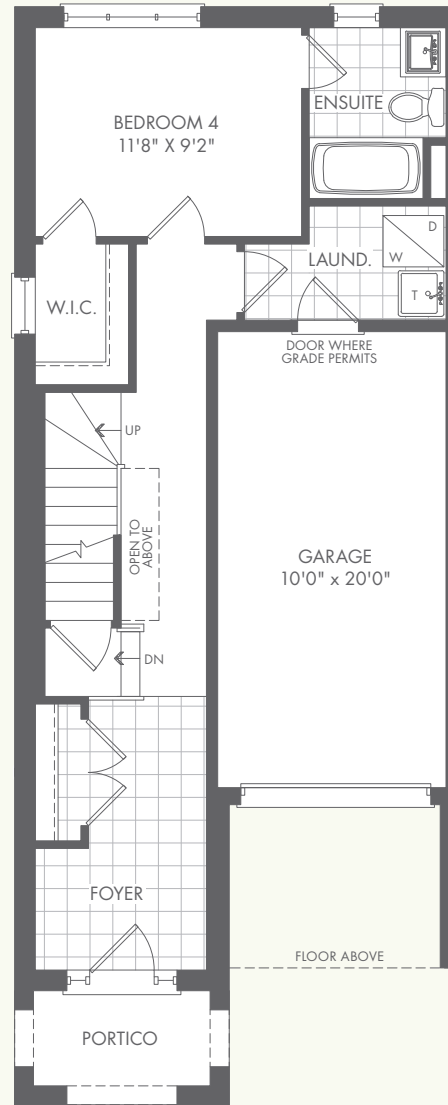 BEDROOM 4
11'8" X 9'2"
ENSUITE
D
W
LAUND.
T
W.I.C.
DOOR WHERE
GRADE PERMITS
UP
OPEN TO
ABOVE
GARAGE
10'0" x 20'0"
DN
FOYER
FLOOR ABOVE
PORTICO